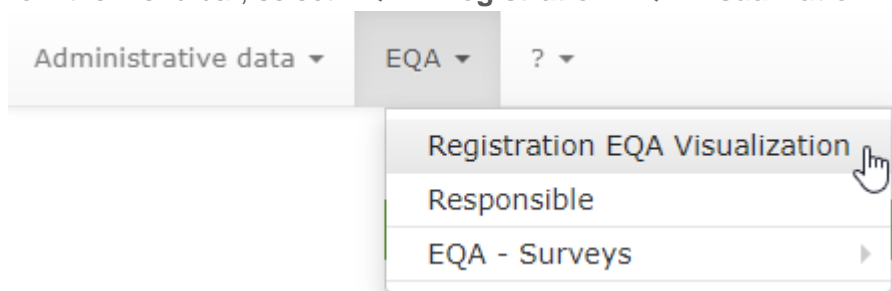 Administrative data EQA ?
Registration EQA Visualization
Responsible
EQA - Surveys